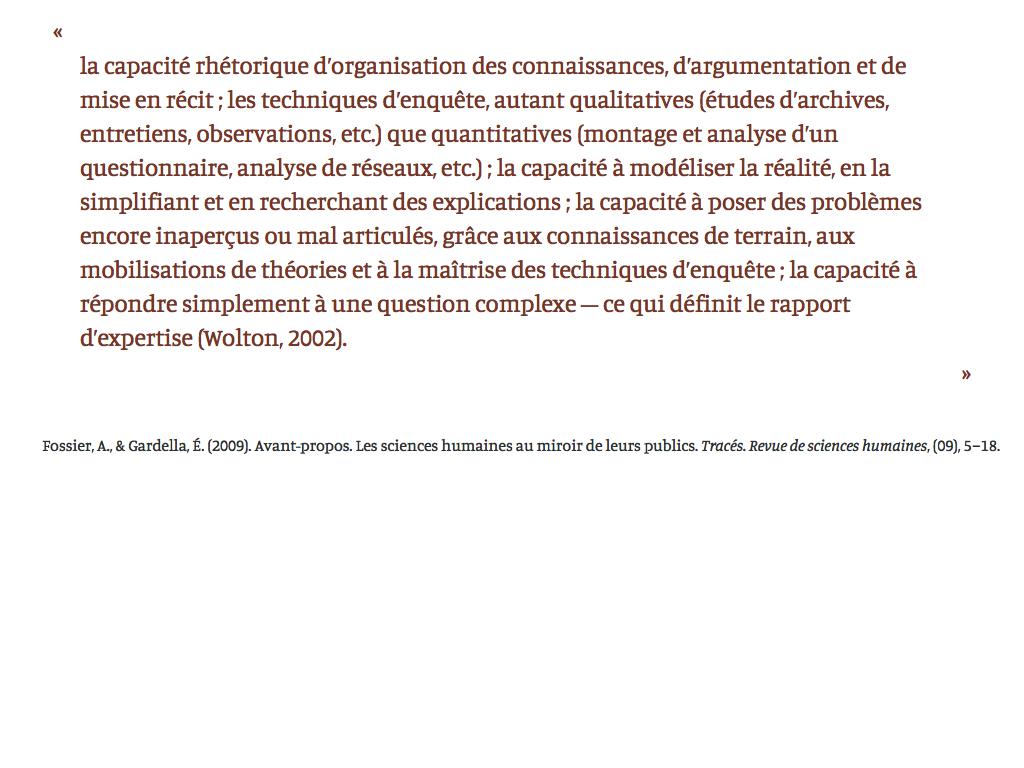 «
la capacité rhétorique d’organisation des connaissances, d’argumentation et de
mise en récit ; les techniques d’enquête, autant qualitatives (études d’archives,
entretiens, observations, etc.) que quantitatives (montage et analyse d’un
questionnaire, analyse de réseaux, etc.) ; la capacité à modéliser la réalité, en la
simplifiant et en recherchant des explications ; la capacité à poser des problèmes
encore inaperçus ou mal articulés, grâce aux connaissances de terrain, aux
mobilisations de théories et à la maîtrise des techniques d’enquête ; la capacité à
répondre simplement à une question complexe — ce qui définit le rapport
d’expertise (Wolton, 2002).
»
Fossier, A., & Gardella, É. (2009). Avant-propos. Les sciences humaines au miroir de leurs publics. Tracés. Revue de sciences humaines, (09), 5–18.